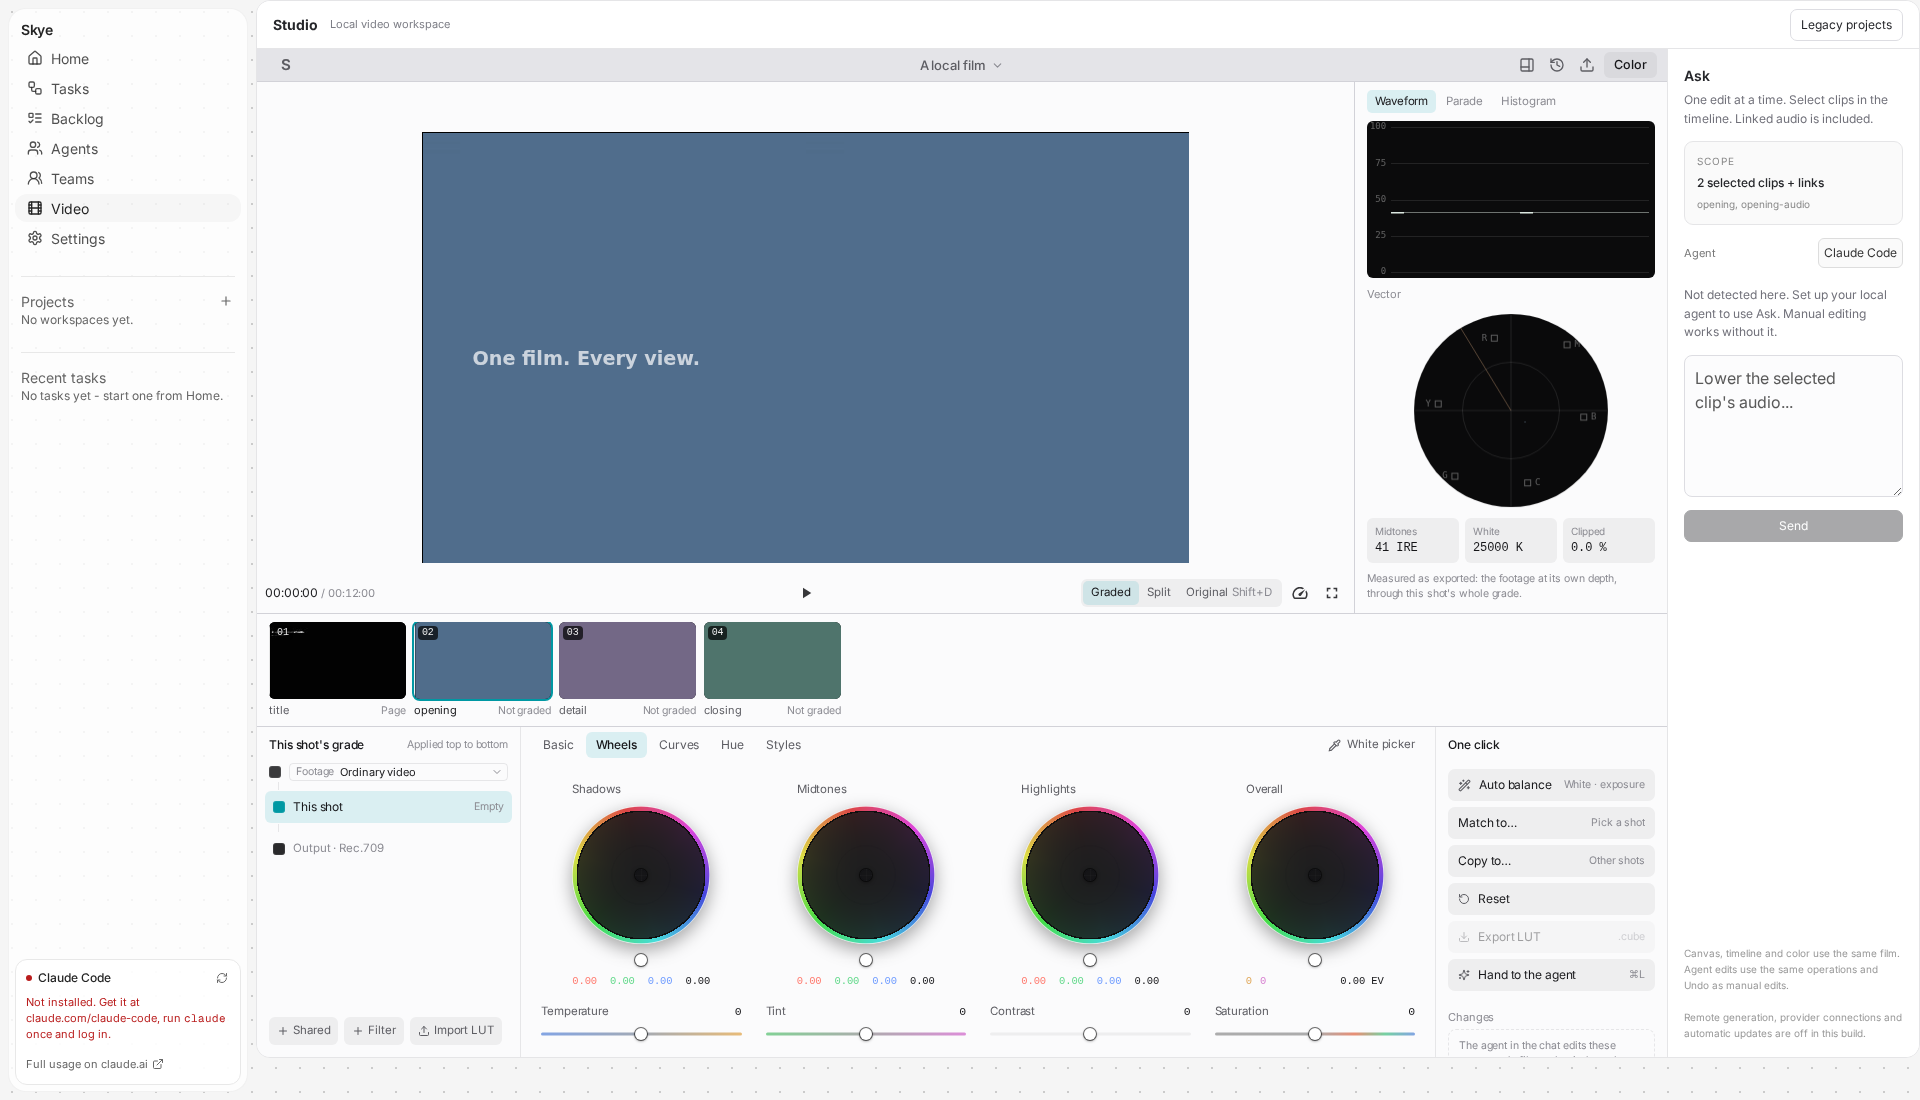 Skye
Home
Tasks
Backlog
Agents
Teams
Video
Settings
Projects
No workspaces yet.
Recent tasks
No tasks yet - start one from Home.
Claude Code
Not installed. Get it at
claude.com/claude-code, run claude
once and log in.
Full usage on claude.ai
Studio
Local video workspace
Legacy projects
S
A local film
Color
One film. Every view.
00:00:00 / 00:12:00
Graded
Split
Original Shift+D
Waveform
Parade
Histogram
100
75
50
25
0
Vector
R
Y
B
G
C
Midtones
41 IRE
White
25000 K
Clipped
0.0 %
Measured as exported: the footage at its own depth,
through this shot's whole grade.
01
title
Page
02
opening
Not graded
03
detail
Not graded
04
closing
Not graded
This shot's grade
Applied top to bottom
Footage Ordinary video
This shot
Empty
Output · Rec.709
Shared
Filter
Import LUT
Basic
Wheels
Curves
Hue
Styles
White picker
Shadows
Midtones
Highlights
Overall
0.00 0.00 0.00 0.00
0.00 0.00 0.00 0.00
0.00 0.00 0.00 0.00
0 0 0.00 EV
Temperature 0
Tint 0
Contrast 0
Saturation 0
One click
Auto balance White · exposure
Match to... Pick a shot
Copy to... Other shots
Reset
Export LUT .cube
Hand to the agent ⌘L
Changes
The agent in the chat edits these
Ask
One edit at a time. Select clips in the
timeline. Linked audio is included.
SCOPE
2 selected clips + links
opening, opening-audio
Agent
Claude Code
Not detected here. Set up your local
agent to use Ask. Manual editing
works without it.
Lower the selected
clip's audio...
Send
Canvas, timeline and color use the same film.
Agent edits use the same operations and
Undo as manual edits.
Remote generation, provider connections and
automatic updates are off in this build.